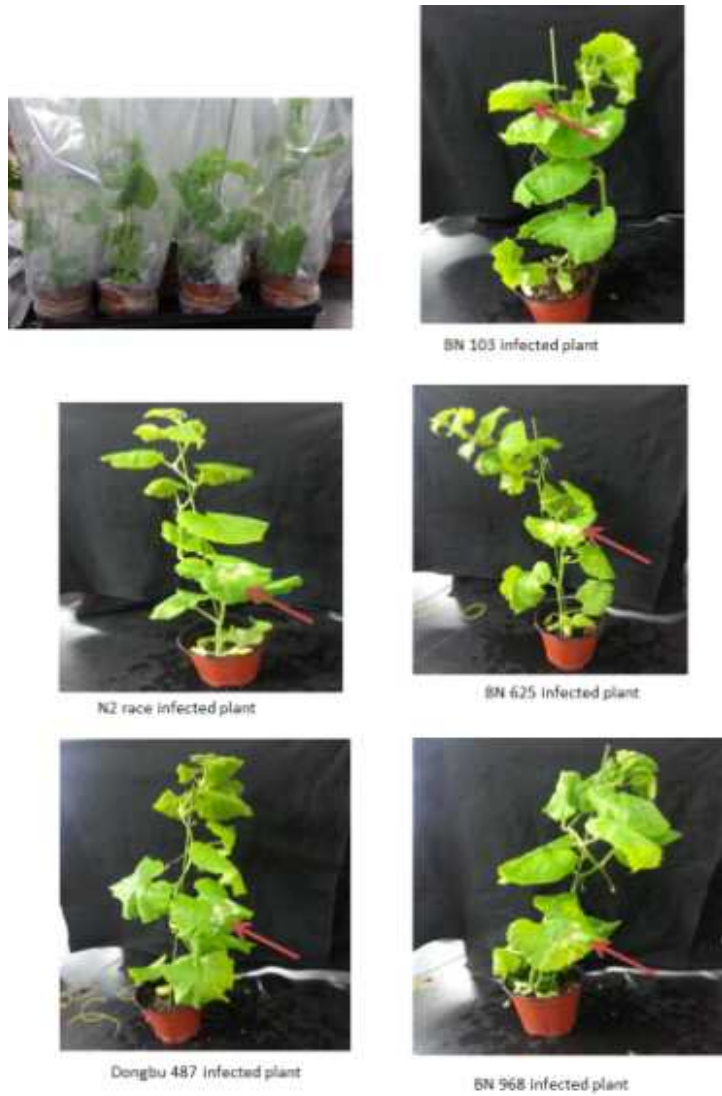 BN 103 infected plant
N2 race infected plant
BN 625 infected plant
Dongbu 487 infected plant
BN 968 infected plant